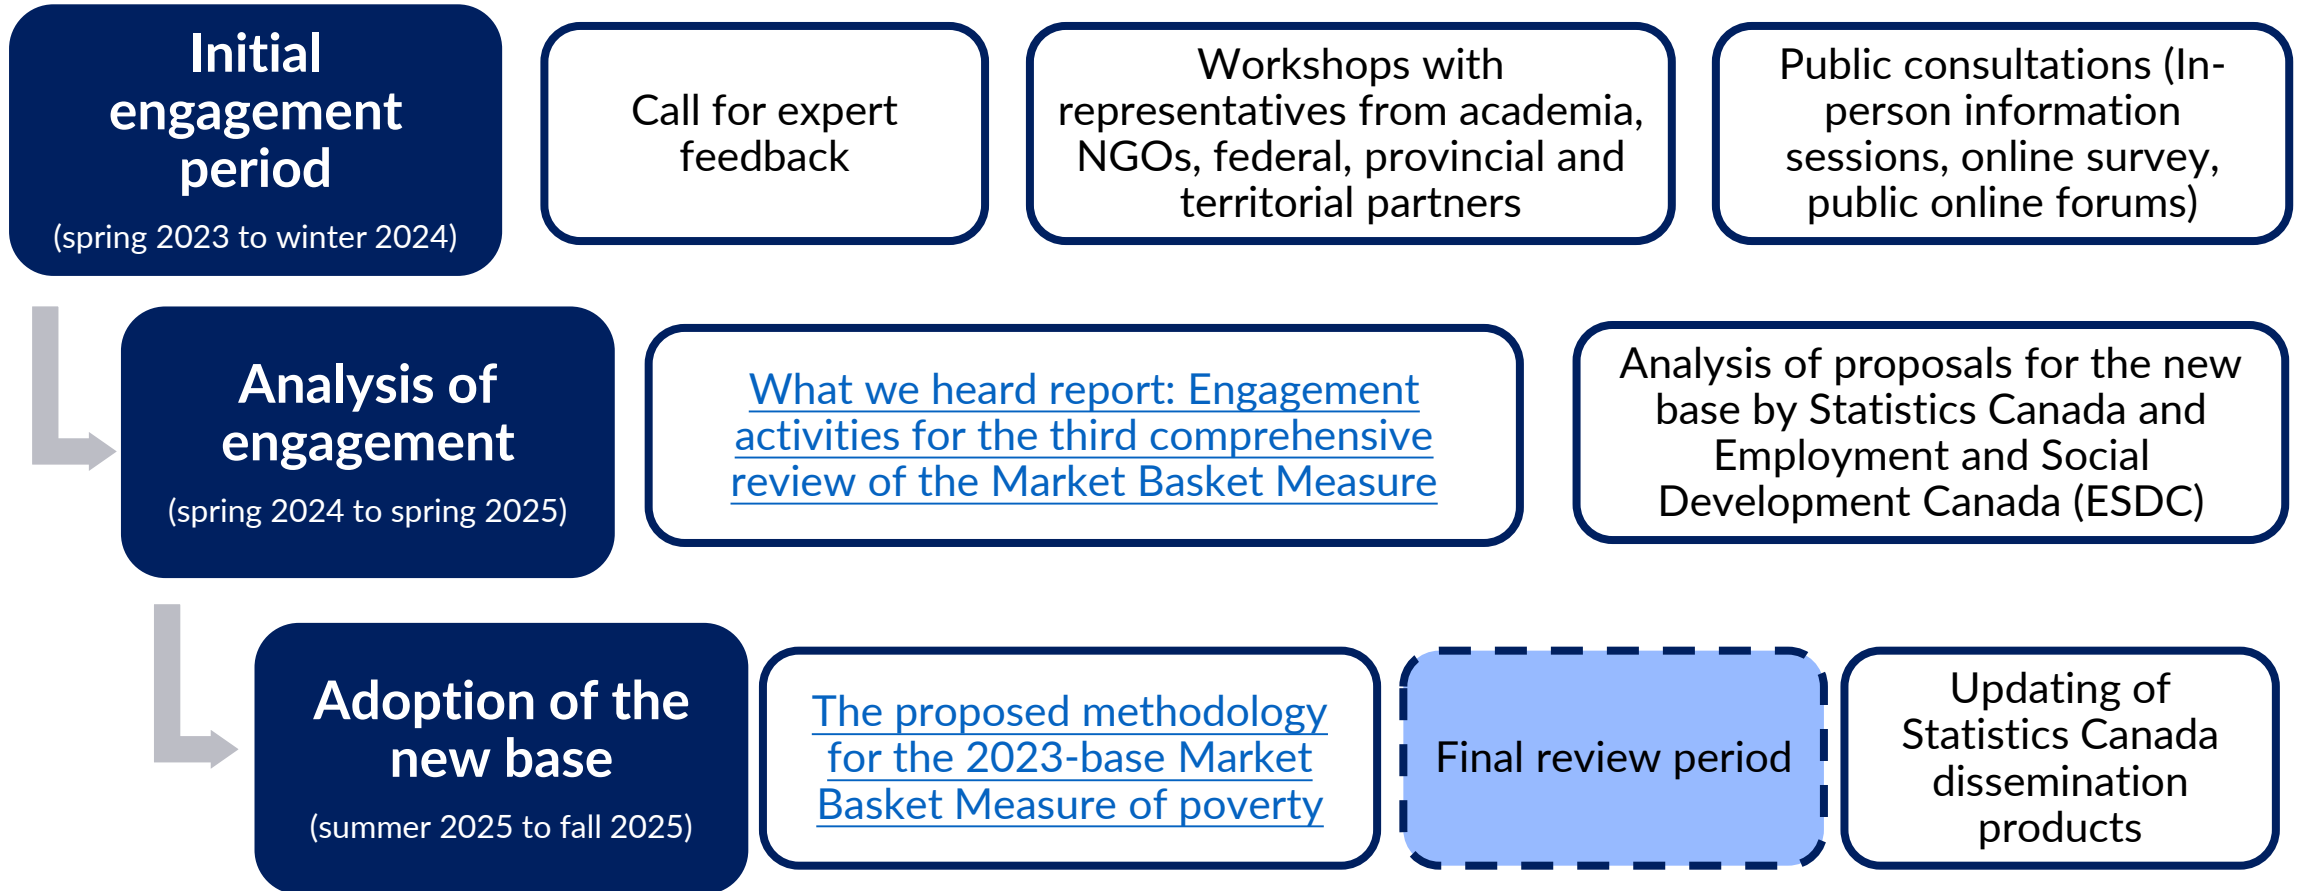 Initial
engagement
period
(spring 2023 to winter 2024)
Call for expert
feedback
Workshops with
representatives from academia,
NGOs, federal, provincial and
territorial partners
Public consultations (In-
person information
sessions, online survey,
public online forums)
Analysis of
engagement
(spring 2024 to spring 2025)
What we heard report: Engagement
activities for the third comprehensive
review of the Market Basket Measure
Analysis of proposals for the new
base by Statistics Canada and
Employment and Social
Development Canada (ESDC)
Adoption of the
new base
(summer 2025 to fall 2025)
The proposed methodology
for the 2023-base Market
Basket Measure of poverty
Final review period
Updating of
Statistics Canada
dissemination
products